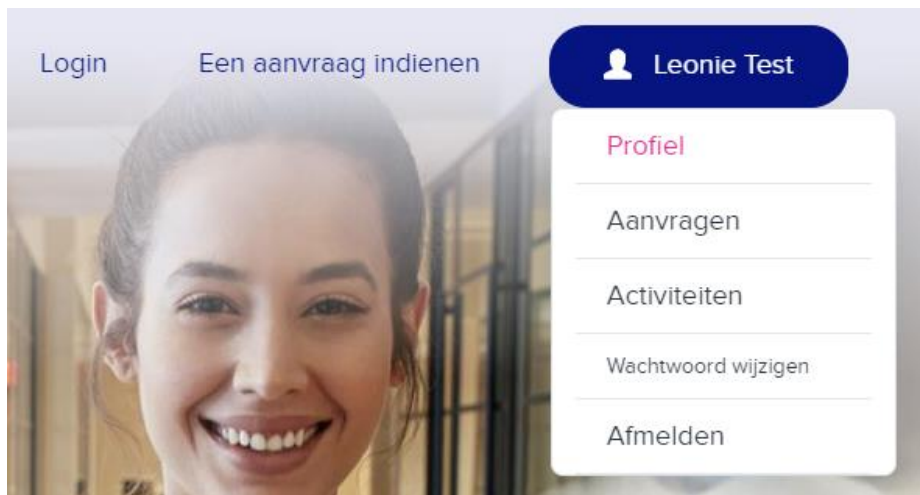 Login
Een aanvraag indienen
Leonie Test
Profiel
Aanvragen
Activiteiten
Wachtwoord wijzigen
Afmelden